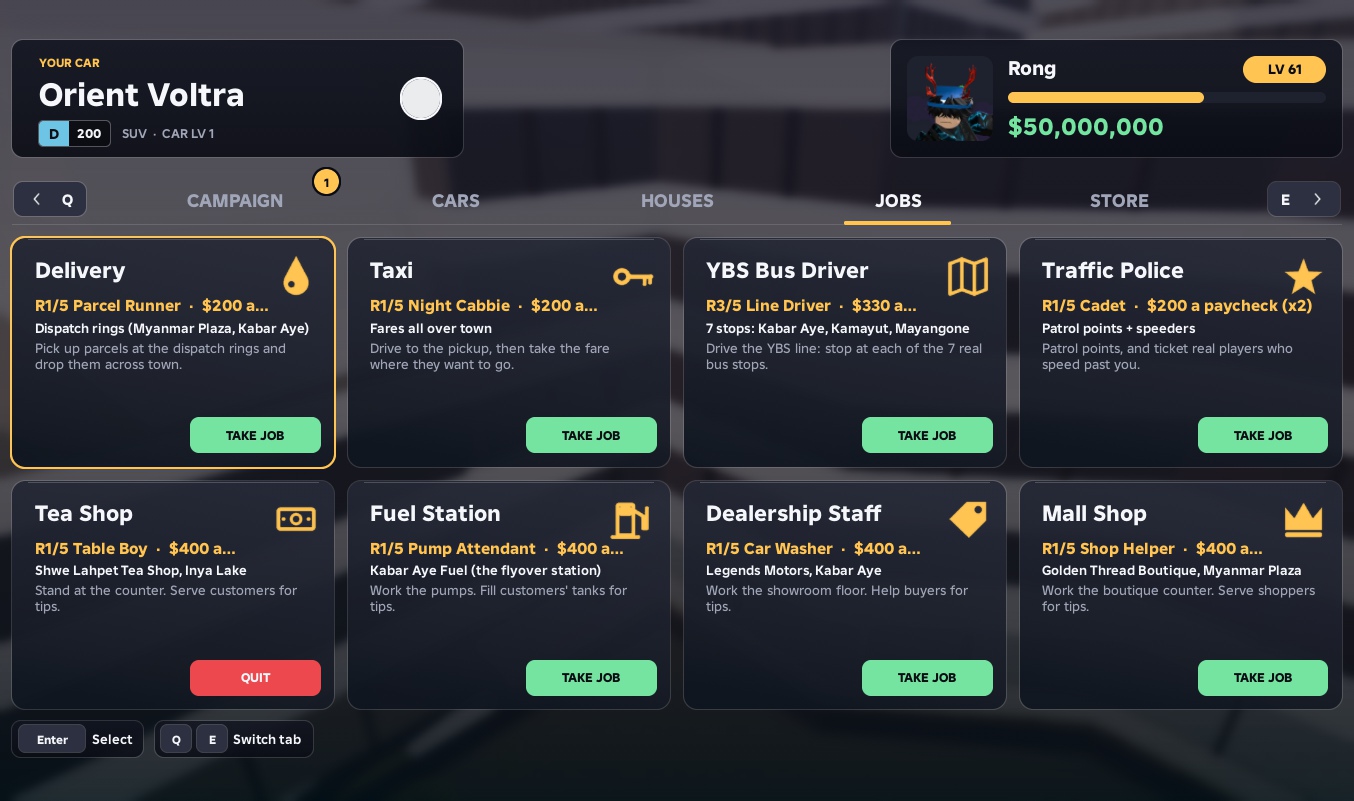 YOUR CAR
Orient Voltra
D 200 SUV · CAR LV 1
Rong
LV 61
$50,000,000
Q
CAMPAIGN
1
CARS
HOUSES
JOBS
STORE
E
Delivery
R1/5 Parcel Runner · $200 a...
Dispatch rings (Myanmar Plaza, Kabar Aye)
Pick up parcels at the dispatch rings and
drop them across town.
TAKE JOB
Taxi
R1/5 Night Cabbie · $200 a...
Fares all over town
Drive to the pickup, then take the fare
where they want to go.
TAKE JOB
YBS Bus Driver
R3/5 Line Driver · $330 a...
7 stops: Kabar Aye, Kamayut, Mayangone
Drive the YBS line: stop at each of the 7 real
bus stops.
TAKE JOB
Traffic Police
R1/5 Cadet · $200 a paycheck (x2)
Patrol points + speeders
Patrol points, and ticket real players who
speed past you.
TAKE JOB
Tea Shop
R1/5 Table Boy · $400 a...
Shwe Lahpet Tea Shop, Inya Lake
Stand at the counter. Serve customers for
tips.
QUIT
Fuel Station
R1/5 Pump Attendant · $400 a...
Kabar Aye Fuel (the flyover station)
Work the pumps. Fill customers' tanks for
tips.
TAKE JOB
Dealership Staff
R1/5 Car Washer · $400 a...
Legends Motors, Kabar Aye
Work the showroom floor. Help buyers for
tips.
TAKE JOB
Mall Shop
R1/5 Shop Helper · $400 a...
Golden Thread Boutique, Myanmar Plaza
Work the boutique counter. Serve shoppers
for tips.
TAKE JOB
Enter Select
Q E Switch tab